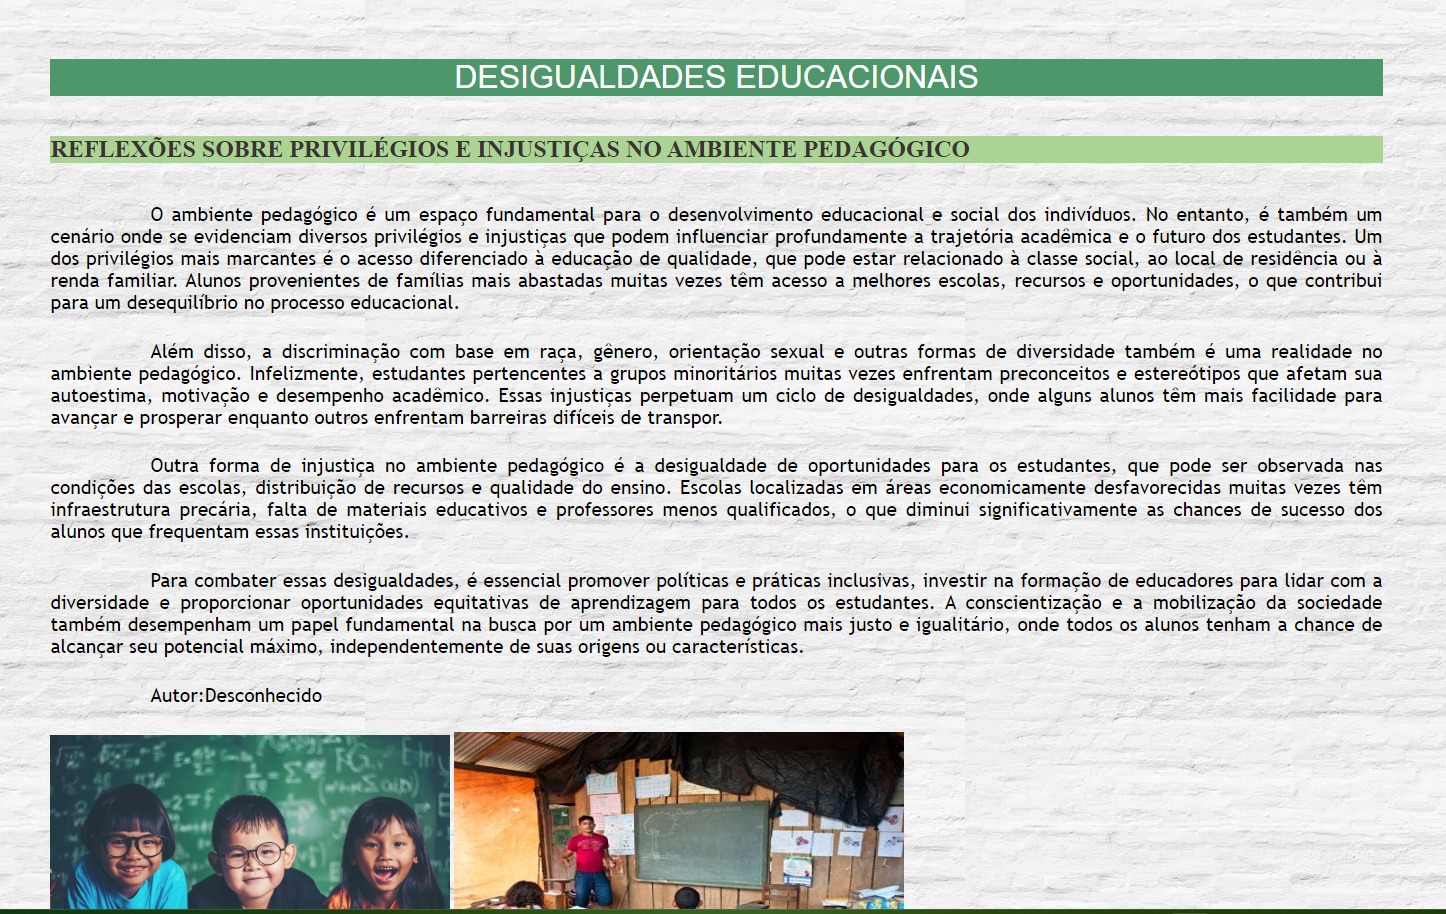 DESIGUALDADES EDUCACIONAIS
REFLEXÕES SOBRE PRIVILÉGIOS E INJUSTIÇAS NO AMBIENTE PEDAGÓGICO
O ambiente pedagógico é um espaço fundamental para o desenvolvimento educacional e social dos indivíduos. No entanto, é também um
cenário onde se evidenciam diversos privilégios e injustiças que podem influenciar profundamente a trajetória acadêmica e o futuro dos estudantes. Um
dos privilégios mais marcantes é o acesso diferenciado à educação de qualidade, que pode estar relacionado à classe social, ao local de residência ou à
renda familiar. Alunos provenientes de famílias mais abastadas muitas vezes têm acesso a melhores escolas, recursos e oportunidades, o que contribui
para um desequilíbrio no processo educacional.
Além disso, a discriminação com base em raça, gênero, orientação sexual e outras formas de diversidade também é uma realidade no
ambiente pedagógico. Infelizmente, estudantes pertencentes a grupos minoritários muitas vezes enfrentam preconceitos e estereótipos que afetam sua
autoestima, motivação e desempenho acadêmico. Essas injustiças perpetuam um ciclo de desigualdades, onde alguns alunos têm mais facilidade para
avançar e prosperar enquanto outros enfrentam barreiras difíceis de transpor.
Outra forma de injustiça no ambiente pedagógico é a desigualdade de oportunidades para os estudantes, que pode ser observada nas
condições das escolas, distribuição de recursos e qualidade do ensino. Escolas localizadas em áreas economicamente desfavorecidas muitas vezes têm
infraestrutura precária, falta de materiais educativos e professores menos qualificados, o que diminui significativamente as chances de sucesso dos
alunos que frequentam essas instituições.
Para combater essas desigualdades, é essencial promover políticas e práticas inclusivas, investir na formação de educadores para lidar com a
diversidade e proporcionar oportunidades equitativas de aprendizagem para todos os estudantes. A conscientização e a mobilização da sociedade
também desempenham um papel fundamental na busca por um ambiente pedagógico mais justo e igualitário, onde todos os alunos tenham a chance de
alcançar seu potencial máximo, independentemente de suas origens ou características.
Autor:Desconhecido